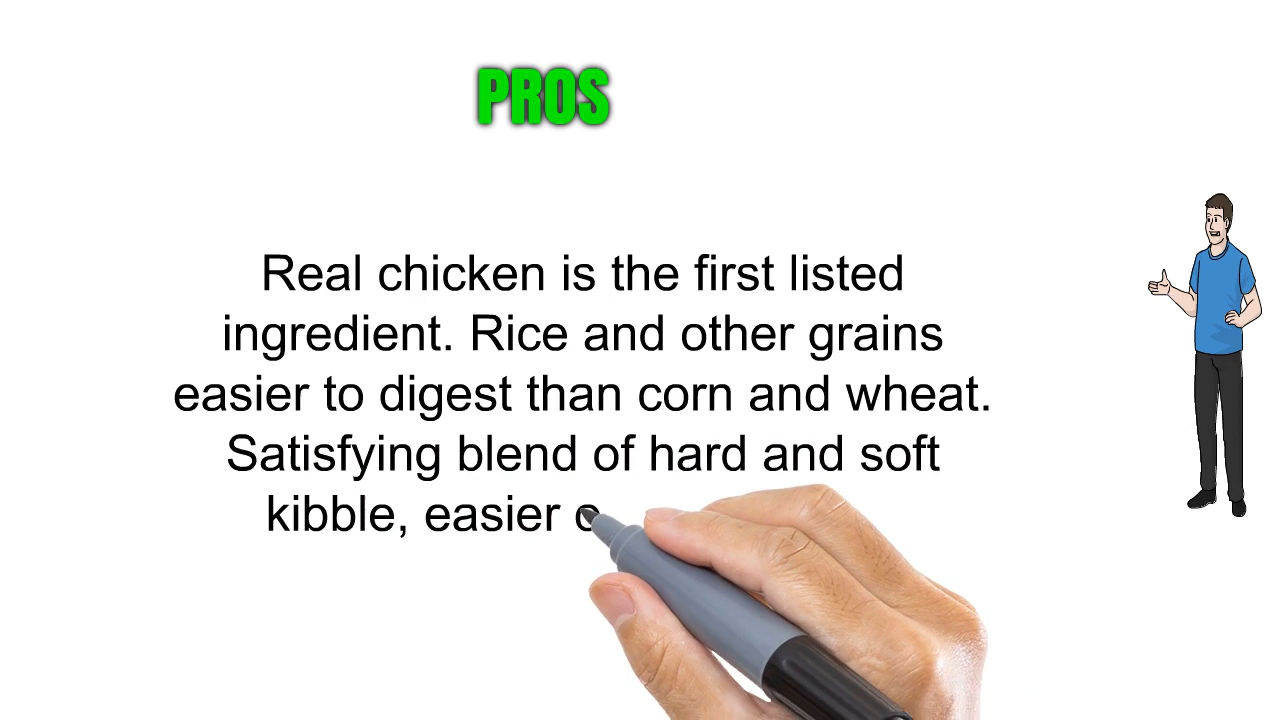 PROS
Real chicken is the first listed
ingredient. Rice and other grains
easier to digest than corn and wheat.
Satisfying blend of hard and soft
kibble, easier